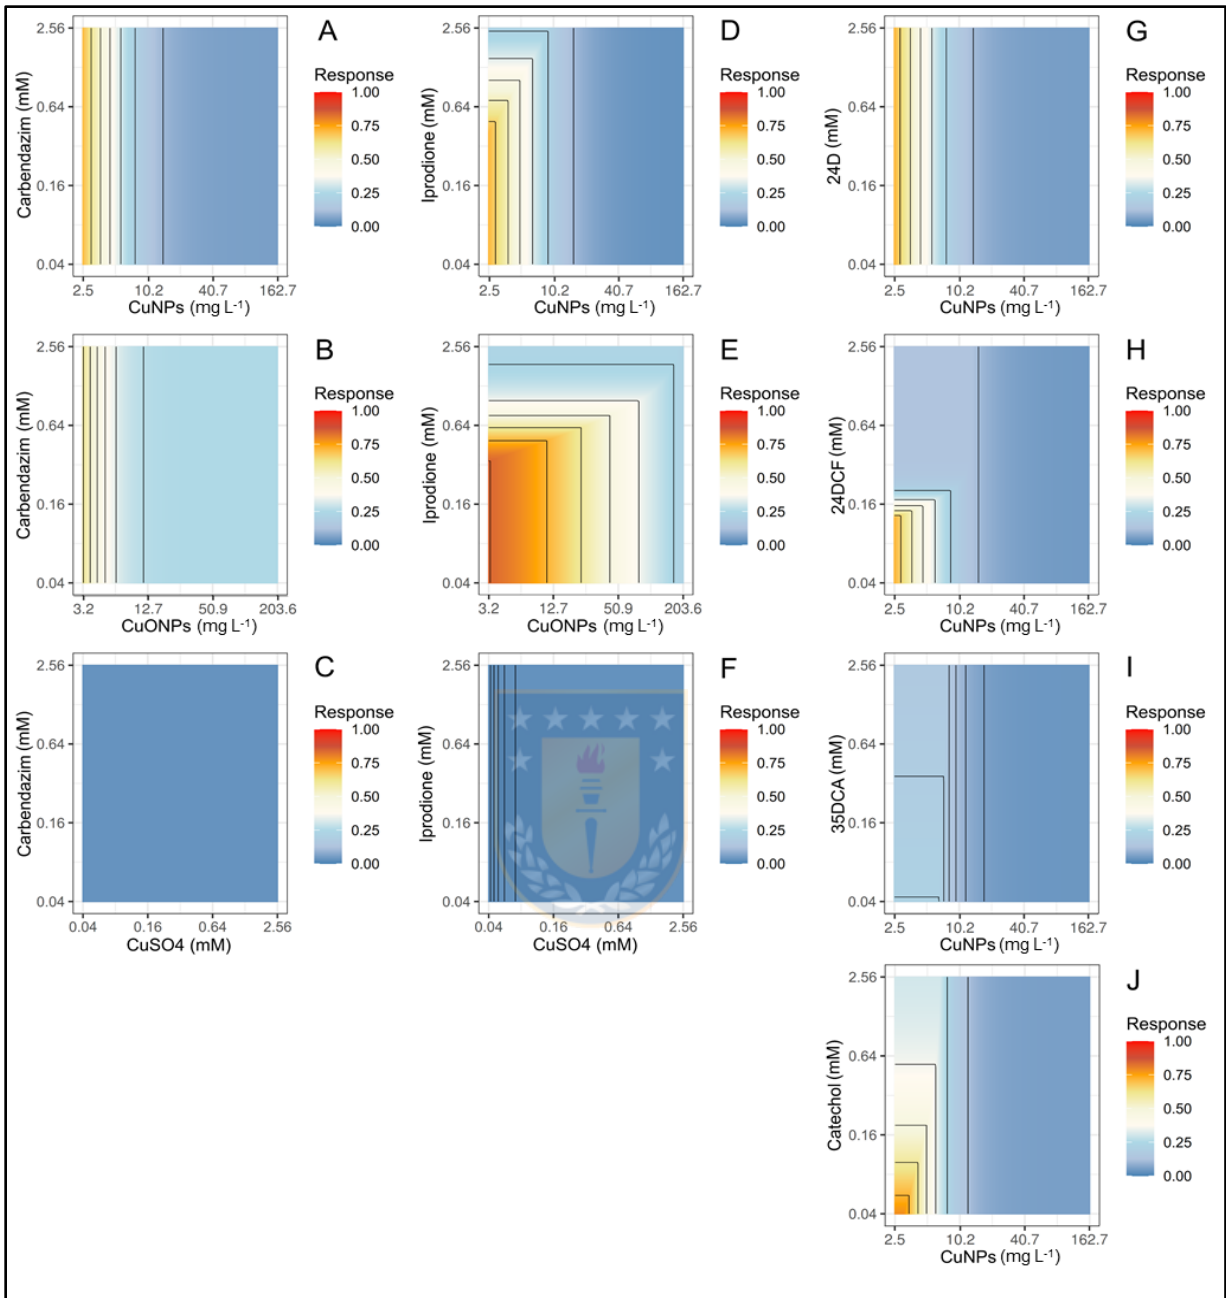 A
2.56
0.64
0.16
0.04
Carbendazim (mM)
2.5 10.2 40.7 162.7
CuNPs (mg L-1)
Response
1.00
0.75
0.50
0.25
0.00
D
2.56
0.64
0.16
0.04
Iprodione (mM)
2.5 10.2 40.7 162.7
CuNPs (mg L-1)
Response
1.00
0.75
0.50
0.25
0.00
G
2.56
0.64
0.16
0.04
24D (mM)
2.5 10.2 40.7 162.7
CuNPs (mg L-1)
Response
1.00
0.75
0.50
0.25
0.00
B
2.56
0.64
0.16
0.04
Carbendazim (mM)
3.2 12.7 50.9 203.6
CuONPs (mg L-1)
Response
1.00
0.75
0.50
0.25
0.00
E
2.56
0.64
0.16
0.04
Iprodione (mM)
3.2 12.7 50.9 203.6
CuONPs (mg L-1)
Response
1.00
0.75
0.50
0.25
0.00
H
2.56
0.64
0.16
0.04
24DCF (mM)
2.5 10.2 40.7 162.7
CuNPs (mg L-1)
Response
1.00
0.75
0.50
0.25
0.00
C
2.56
0.64
0.16
0.04
Carbendazim (mM)
0.04 0.16 0.64 2.56
CuSO4 (mM)
Response
1.00
0.75
0.50
0.25
0.00
F
2.56
0.64
0.16
0.04
Iprodione (mM)
0.04 0.16 0.64 2.56
CuSO4 (mM)
Response
1.00
0.75
0.50
0.25
0.00
I
2.56
0.64
0.16
0.04
35DCA (mM)
2.5 10.2 40.7 162.7
CuNPs (mg L-1)
Response
1.00
0.75
0.50
0.25
0.00
J
2.56
0.64
0.16
0.04
Catechol (mM)
2.5 10.2 40.7 162.7
CuNPs (mg L-1)
Response
1.00
0.75
0.50
0.25
0.00